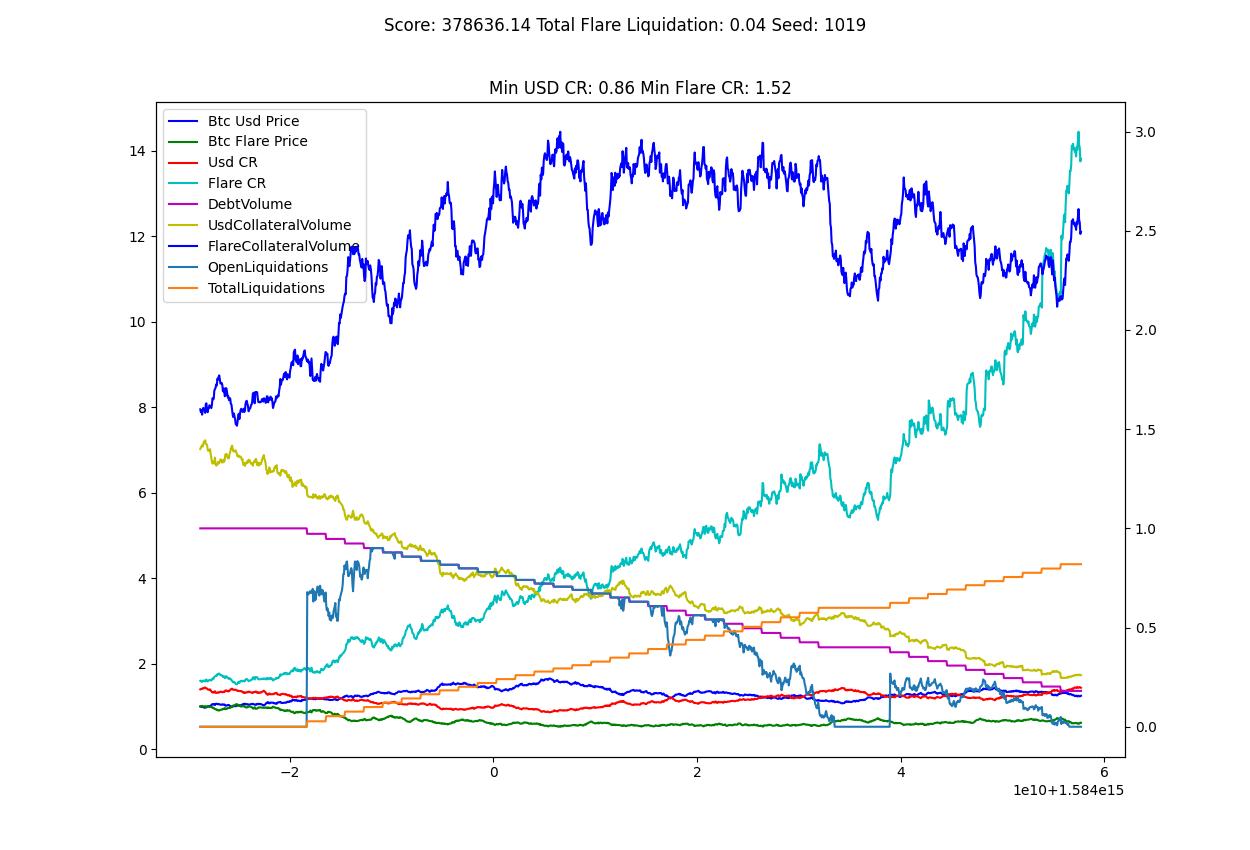 Score: 378636.14 Total Flare Liquidation: 0.04 Seed: 1019
Min USD CR: 0.86 Min Flare CR: 1.52
Btc Usd Price
Btc Flare Price
Usd CR
Flare CR
DebtVolume
UsdCollateralVolume
FlareCollateralVolume
OpenLiquidations
TotalLiquidations
14
12
10
8
6
4
2
0
3.0
2.5
2.0
1.5
1.0
0.5
0.0
−2
0
2
4
6
1e10+1.584e15